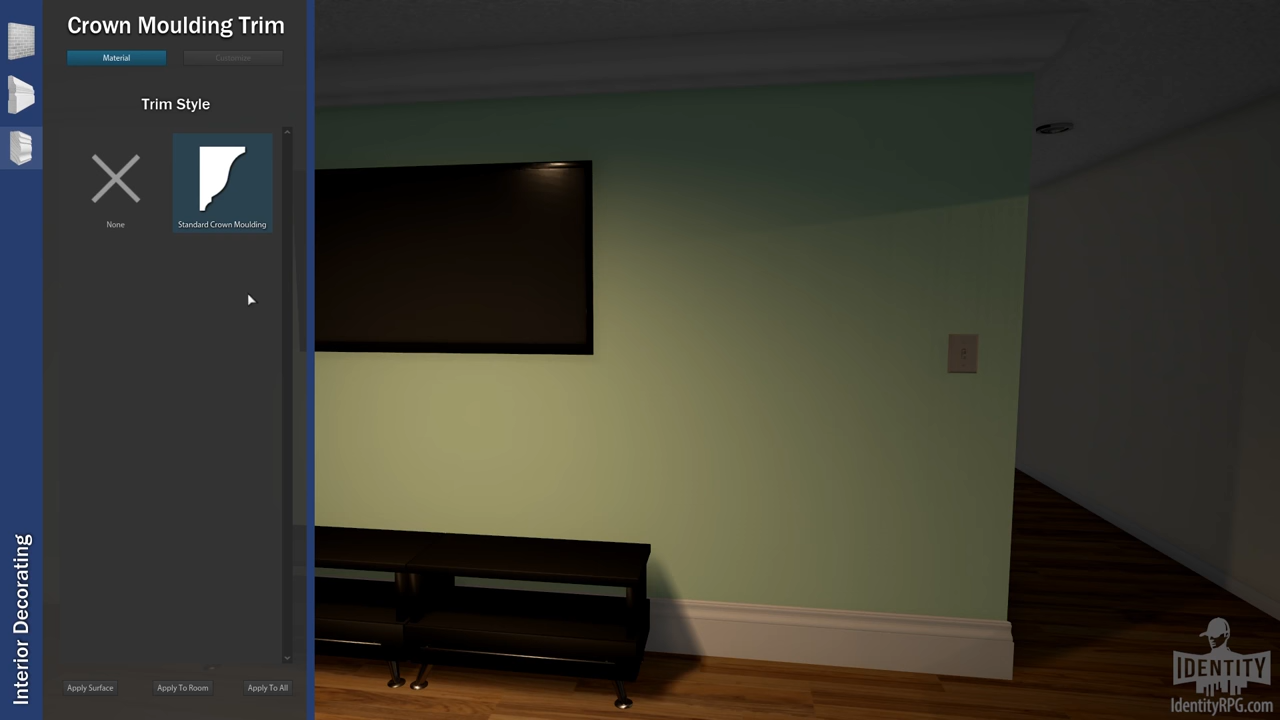 Crown Moulding Trim
Material
Customize
Trim Style
None
Standard Crown Moulding
Interior Decorating
Apply Surface
Apply To Room
Apply To All
IDENTITY
IdentityRPG.com